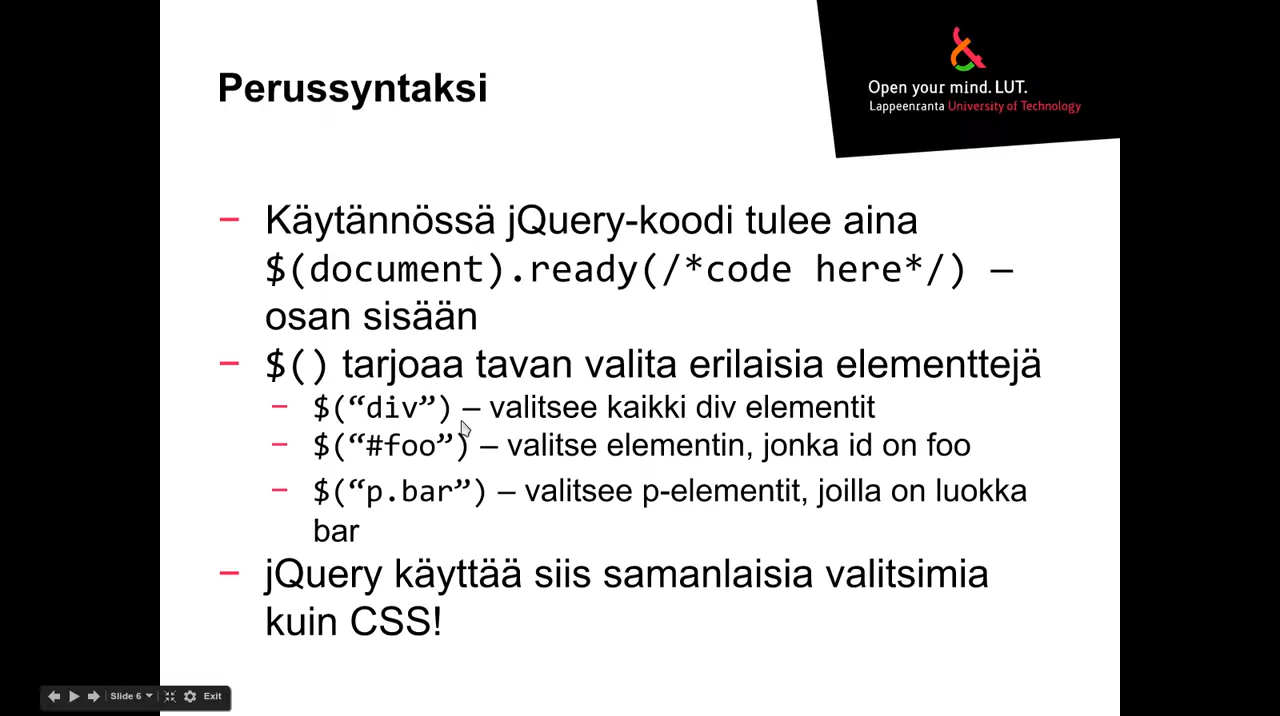 Perussyntaksi
Open your mind. LUT.
Lappeenranta University of Technology
– Käytännössä jQuery-koodi tulee aina
$(document).ready(/*code here*/) –
osan sisään
– $() tarjoaa tavan valita erilaisia elementtejä
– $(“div”) – valitsee kaikki div elementit
– $(“#foo”) – valitse elementin, jonka id on foo
– $(“p.bar”) – valitsee p-elementit, joilla on luokka
bar
– jQuery käyttää siis samanlaisia valitsimia
kuin CSS!
Slide 6 Exit